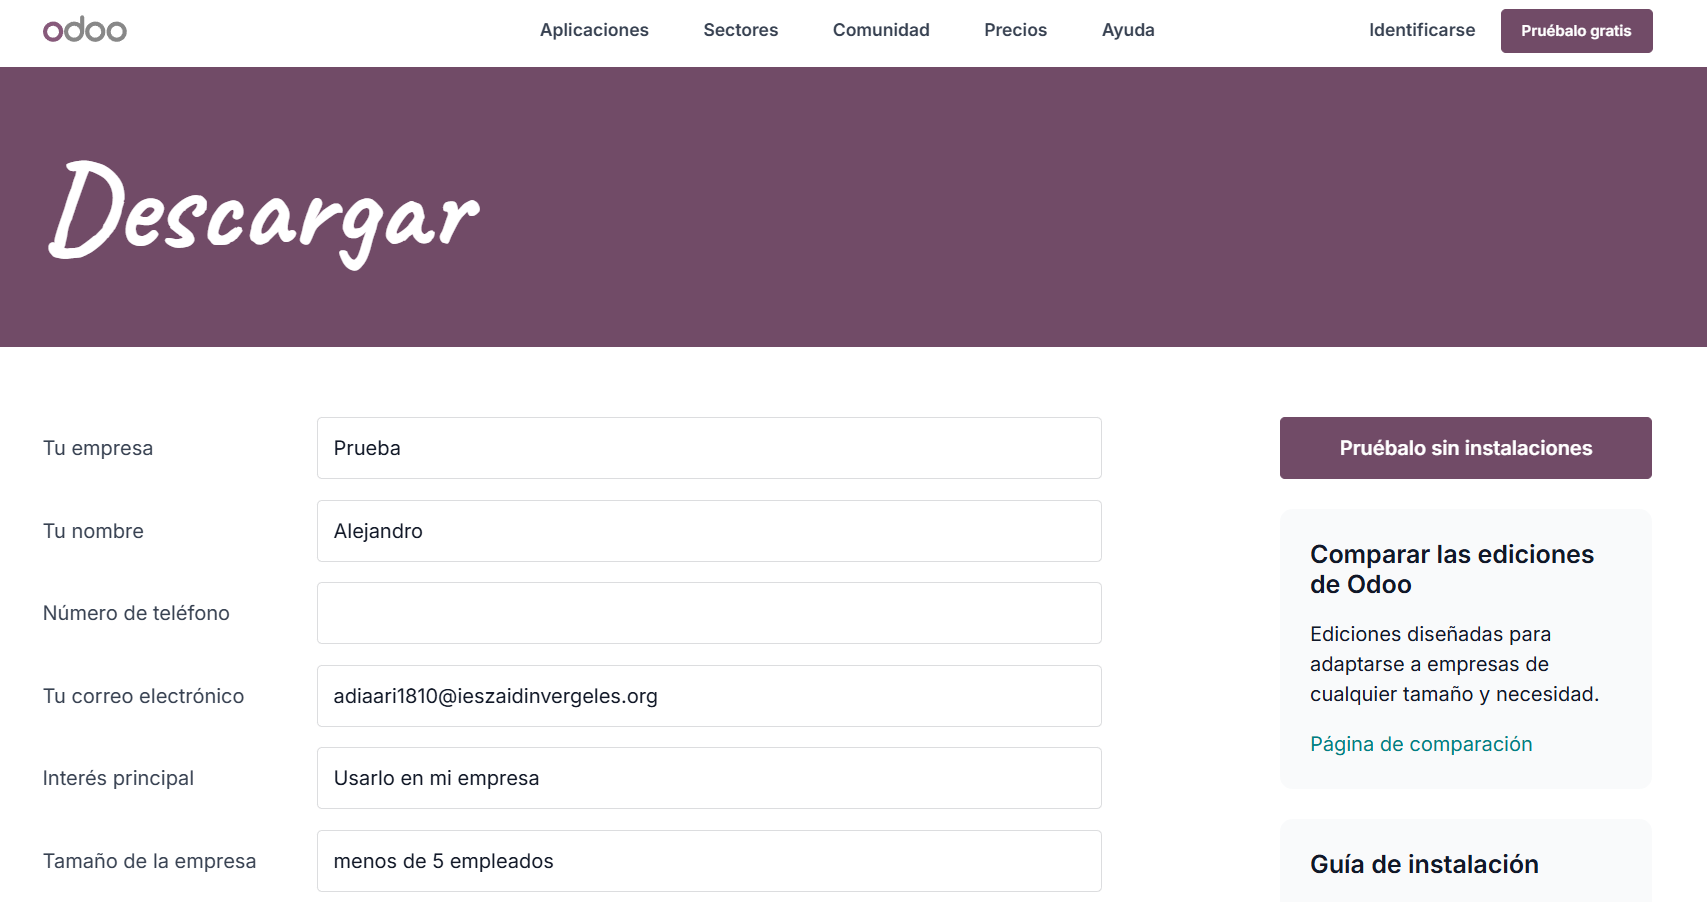 odoo
Aplicaciones Sectores Comunidad Precios Ayuda Identificarse Pruébalo gratis
Descargar
Tu empresa Prueba
Tu nombre Alejandro
Número de teléfono
Tu correo electrónico adiaari1810@ieszaidinvergeles.org
Interés principal Usarlo en mi empresa
Tamaño de la empresa menos de 5 empleados
Pruébalo sin instalaciones
Comparar las ediciones
de Odoo
Ediciones diseñadas para
adaptarse a empresas de
cualquier tamaño y necesidad.
Página de comparación
Guía de instalación